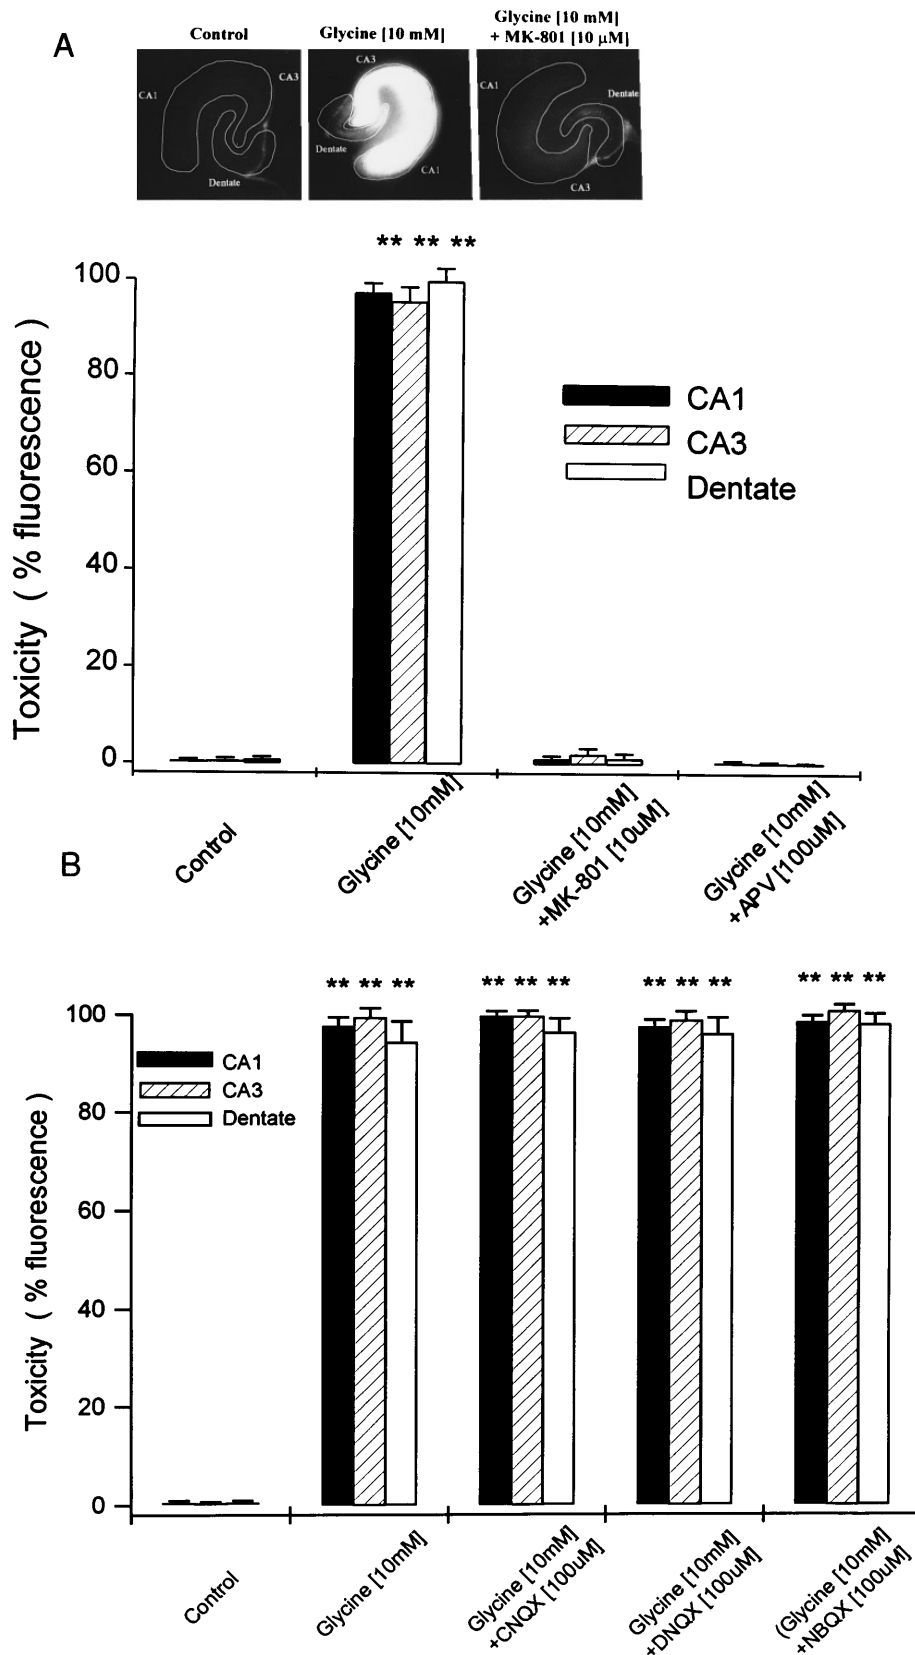 A
Control
Glycine [10 mM]
Glycine [10 mM]
+ MK-801 [10 µM]
CA1
CA3
Dentate
CA3
Dentate
CA1
CA1
Dentate
CA3
** ** **
100
80
60
40
20
0
Toxicity ( % fluorescence )
CA1
CA3
Dentate
Control
Glycine [10mM]
Glycine [10mM]
+MK-801 [10uM]
Glycine [10mM]
+APV [100uM]
B
** ** **
** ** **
** ** **
** ** **
100
80
60
40
20
0
Toxicity ( % fluorescence )
CA1
CA3
Dentate
Control
Glycine [10mM]
Glycine [10mM]
+CNQX [100uM]
Glycine [10mM]
+DNQX [100uM]
(Glycine [10mM]
+NBQX [100uM]